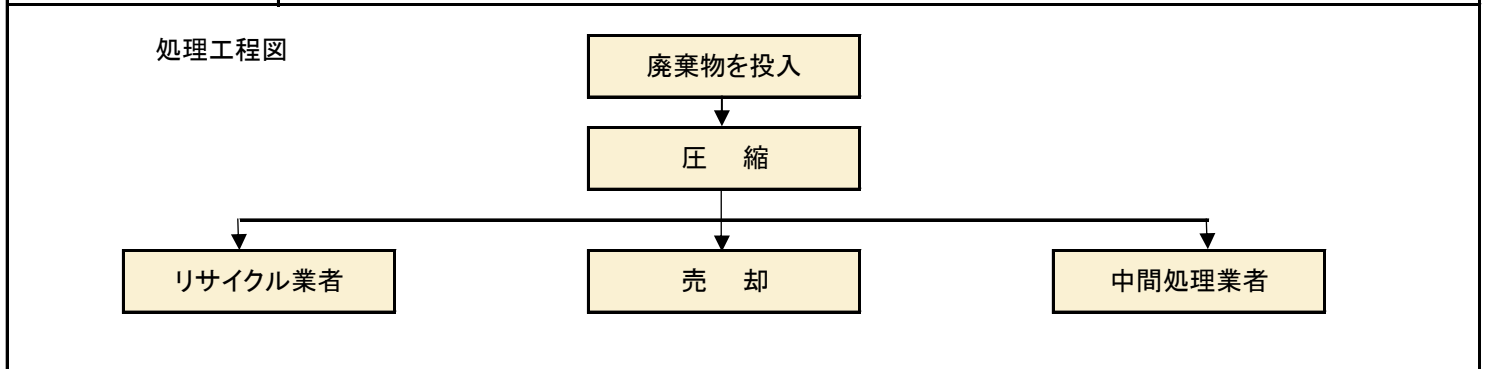 処理工程図
廃棄物を投入
圧　縮
リサイクル業者
売　却
中間処理業者